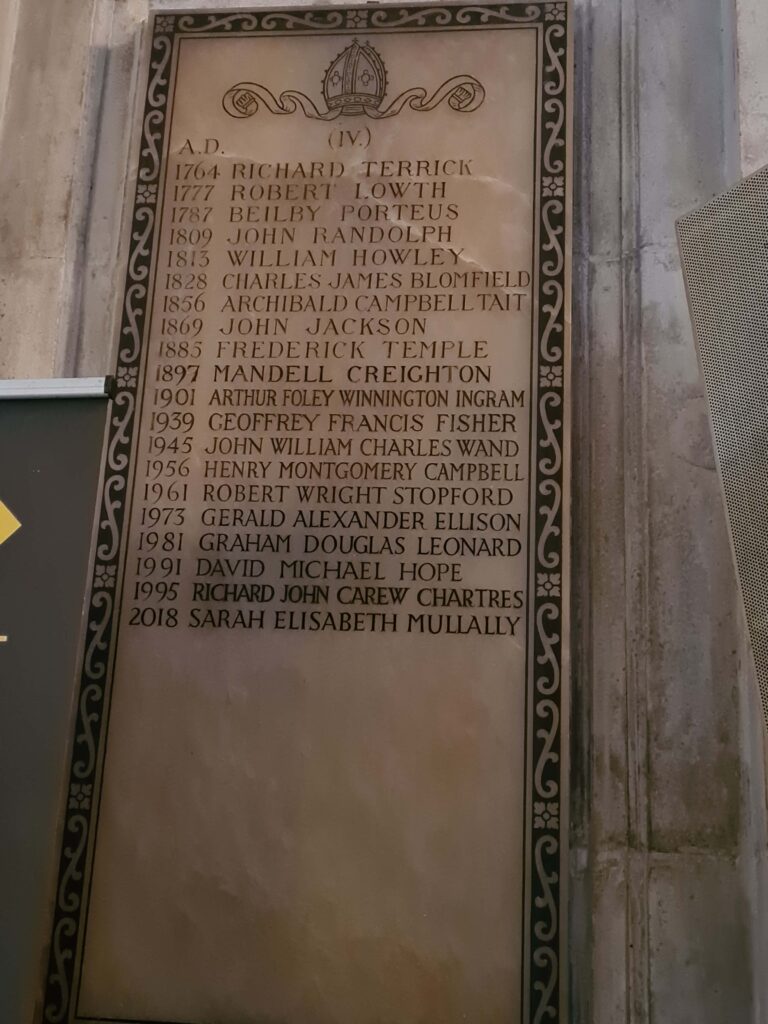 (IV.)
A.D.
1764 RICHARD TERRICK
1777 ROBERT LOWTH
1787 BEILBY PORTEUS
1809 JOHN RANDOLPH
1813 WILLIAM HOWLEY
1828 CHARLES JAMES BLOMFIELD
1856 ARCHIBALD CAMPBELL TAIT
1869 JOHN JACKSON
1885 FREDERICK TEMPLE
1897 MANDELL CREIGHTON
1901 ARTHUR FOLEY WINNINGTON INGRAM
1939 GEOFFREY FRANCIS FISHER
1945 JOHN WILLIAM CHARLES WAND
1956 HENRY MONTGOMERY CAMPBELL
1961 ROBERT WRIGHT STOPFORD
1973 GERALD ALEXANDER ELLISON
1981 GRAHAM DOUGLAS LEONARD
1991 DAVID MICHAEL HOPE
1995 RICHARD JOHN CAREW CHARTRES
2018 SARAH ELISABETH MULLALLY